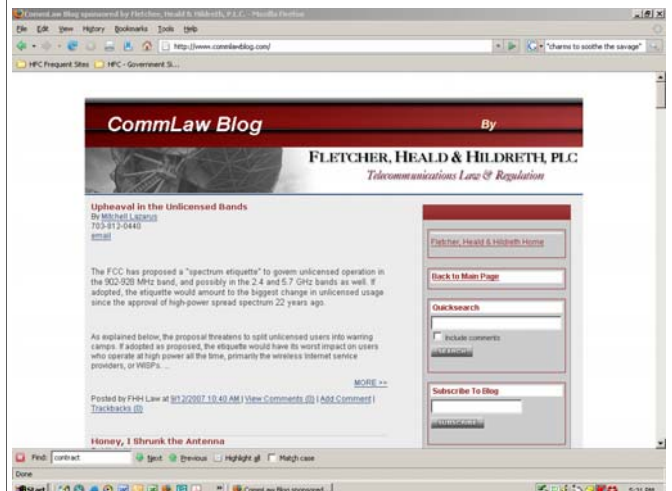 CommLaw Blog sponsored by Fletcher, Heald & Hildreth, P.L.C. - Mozilla Firefox
File Edit View History Bookmarks Tools Help
http://www.commlawblog.com/ "charms to soothe the savage"
HPC Frequent Sites HPC - Government Si...
CommLaw Blog By
FLETCHER, HEALD & HILDRETH, PLC
Telecommunications Law & Regulation
Upheaval in the Unlicensed Bands
By Mitchell Lazarus
703-812-0440
email
The FCC has proposed a "spectrum etiquette" to govern unlicensed operation in
the 902-928 MHz band, and possibly in the 2.4 and 5.7 GHz bands as well. If
adopted, the etiquette would amount to the biggest change in unlicensed usage
since the approval of high-power spread spectrum 22 years ago.
As explained below, the proposal threatens to split unlicensed users into warring
camps. If adopted as proposed, the etiquette would have its worst impact on users
who operate at high power all the time, primarily the wireless Internet service
providers, or WISPs. ...
MORE >>
Posted by FHH Law at 9/12/2007 10:40 AM | View Comments (0) | Add Comment |
Trackbacks (0)
Honey, I Shrunk the Antenna
Fletcher, Heald & Hildreth Home
Back to Main Page
Quicksearch
Include comments
SEARCH
Subscribe To Blog
SUBSCRIBE
Find: contract Next Previous Highlight all Match case
Done
Start CommLaw Blog sponsored ... 5:21 PM